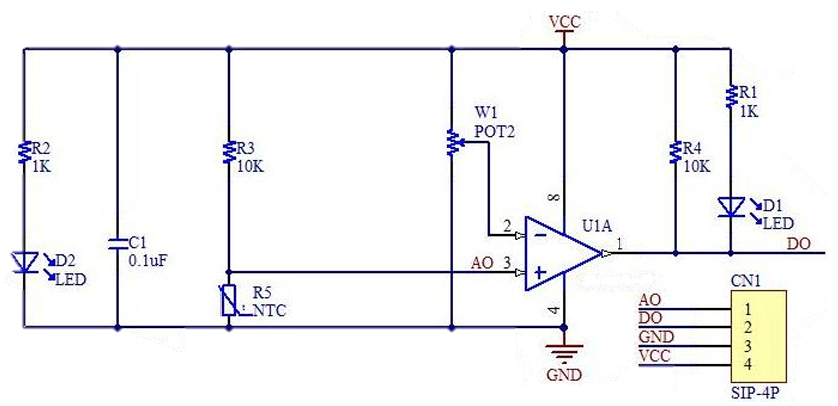 VCC
R2
1K
D2
LED
C1
0.1uF
R3
10K
R5
NTC
W1
POT2
AO
2
3
8
4
U1A
1
GND
R4
10K
R1
1K
D1
LED
DO
CN1
AO
1
DO
2
GND
3
VCC
4
SIP-4P